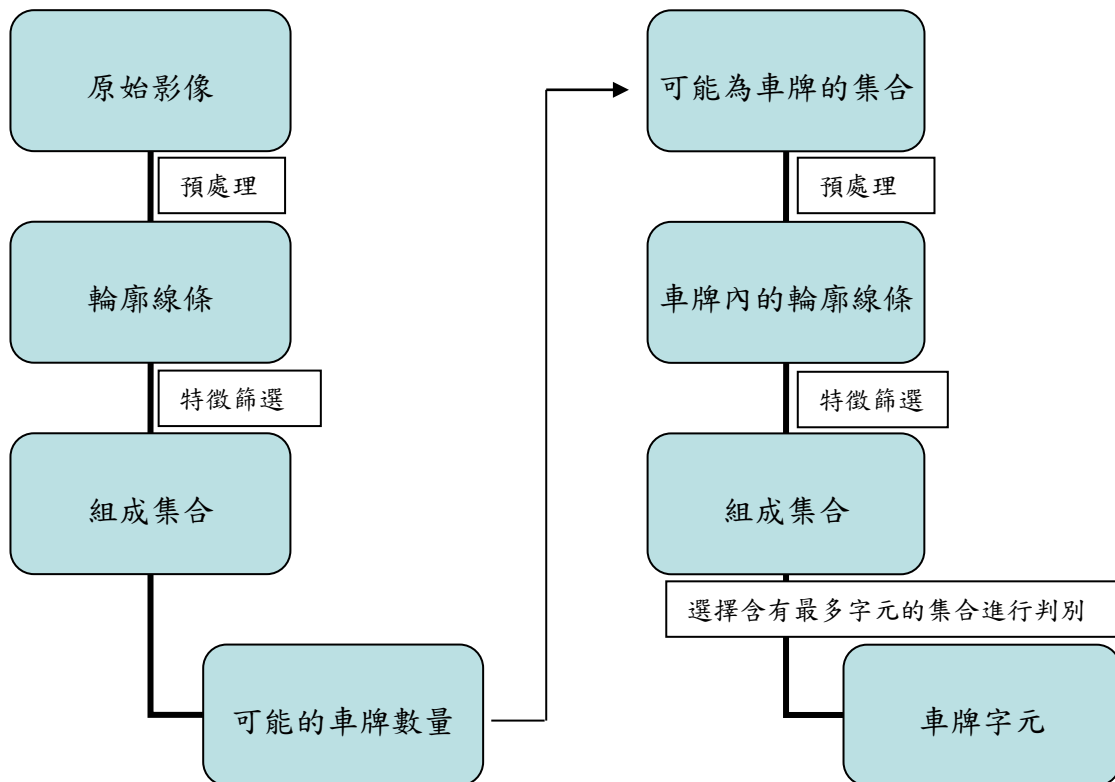 原始影像
預處理
輪廓線條
特徵篩選
組成集合
可能的車牌數量
可能為車牌的集合
預處理
車牌內的輪廓線條
特徵篩選
組成集合
選擇含有最多字元的集合進行判別
車牌字元